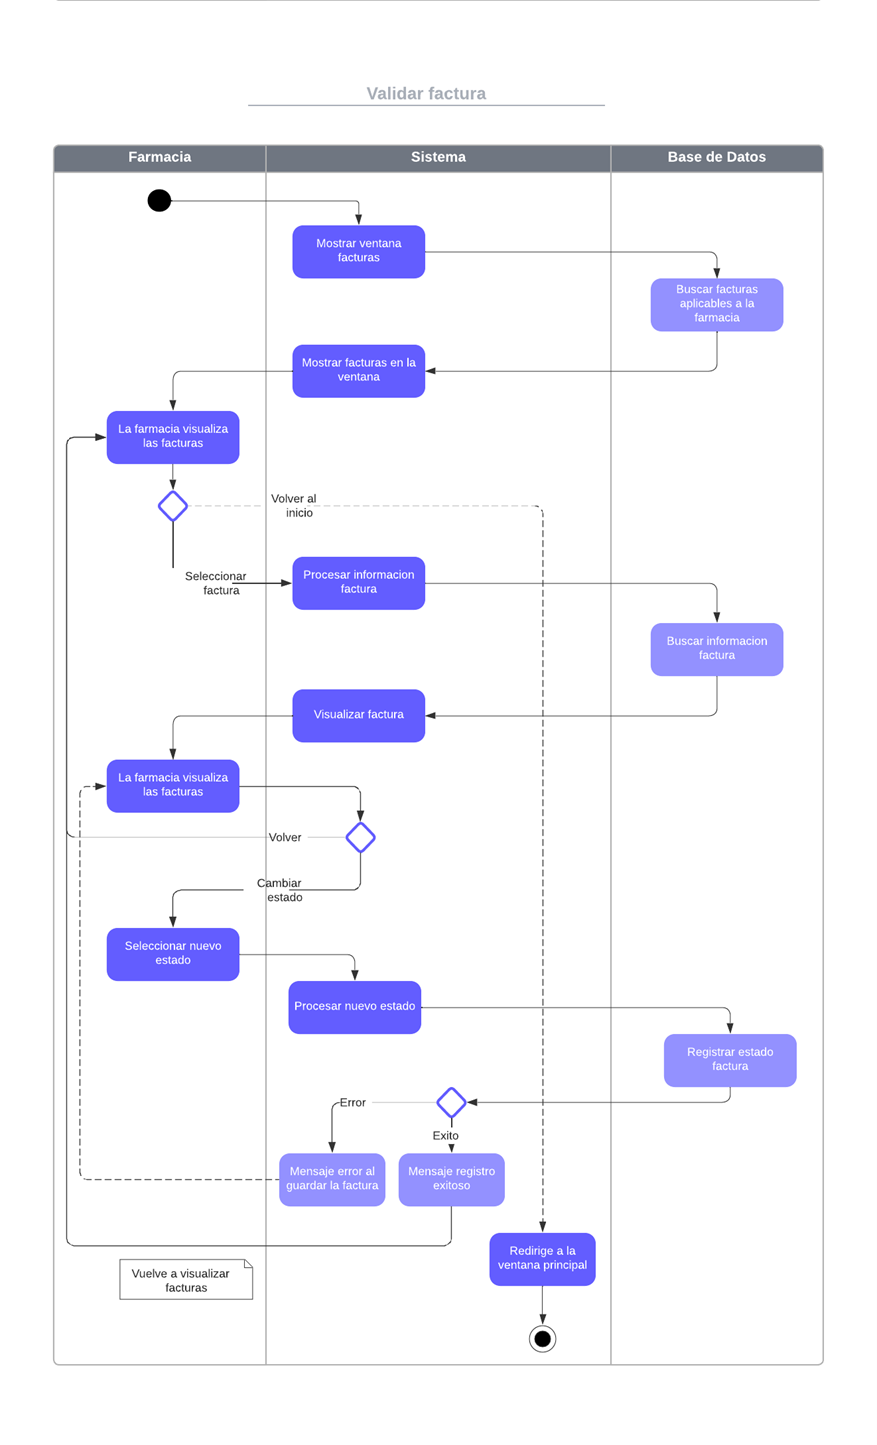 Validar factura
Farmacia
Sistema
Base de Datos
Mostrar ventana
facturas
Buscar facturas
aplicables a la
farmacia
Mostrar facturas en la
ventana
La farmacia visualiza
las facturas
Volver al
inicio
Seleccionar
factura
Procesar informacion
factura
Buscar informacion
factura
Visualizar factura
La farmacia visualiza
las facturas
Volver
Cambiar
estado
Seleccionar nuevo
estado
Procesar nuevo estado
Registrar estado
factura
Error
Exito
Mensaje error al
guardar la factura
Mensaje registro
exitoso
Redirige a la
ventana principal
Vuelve a visualizar
facturas